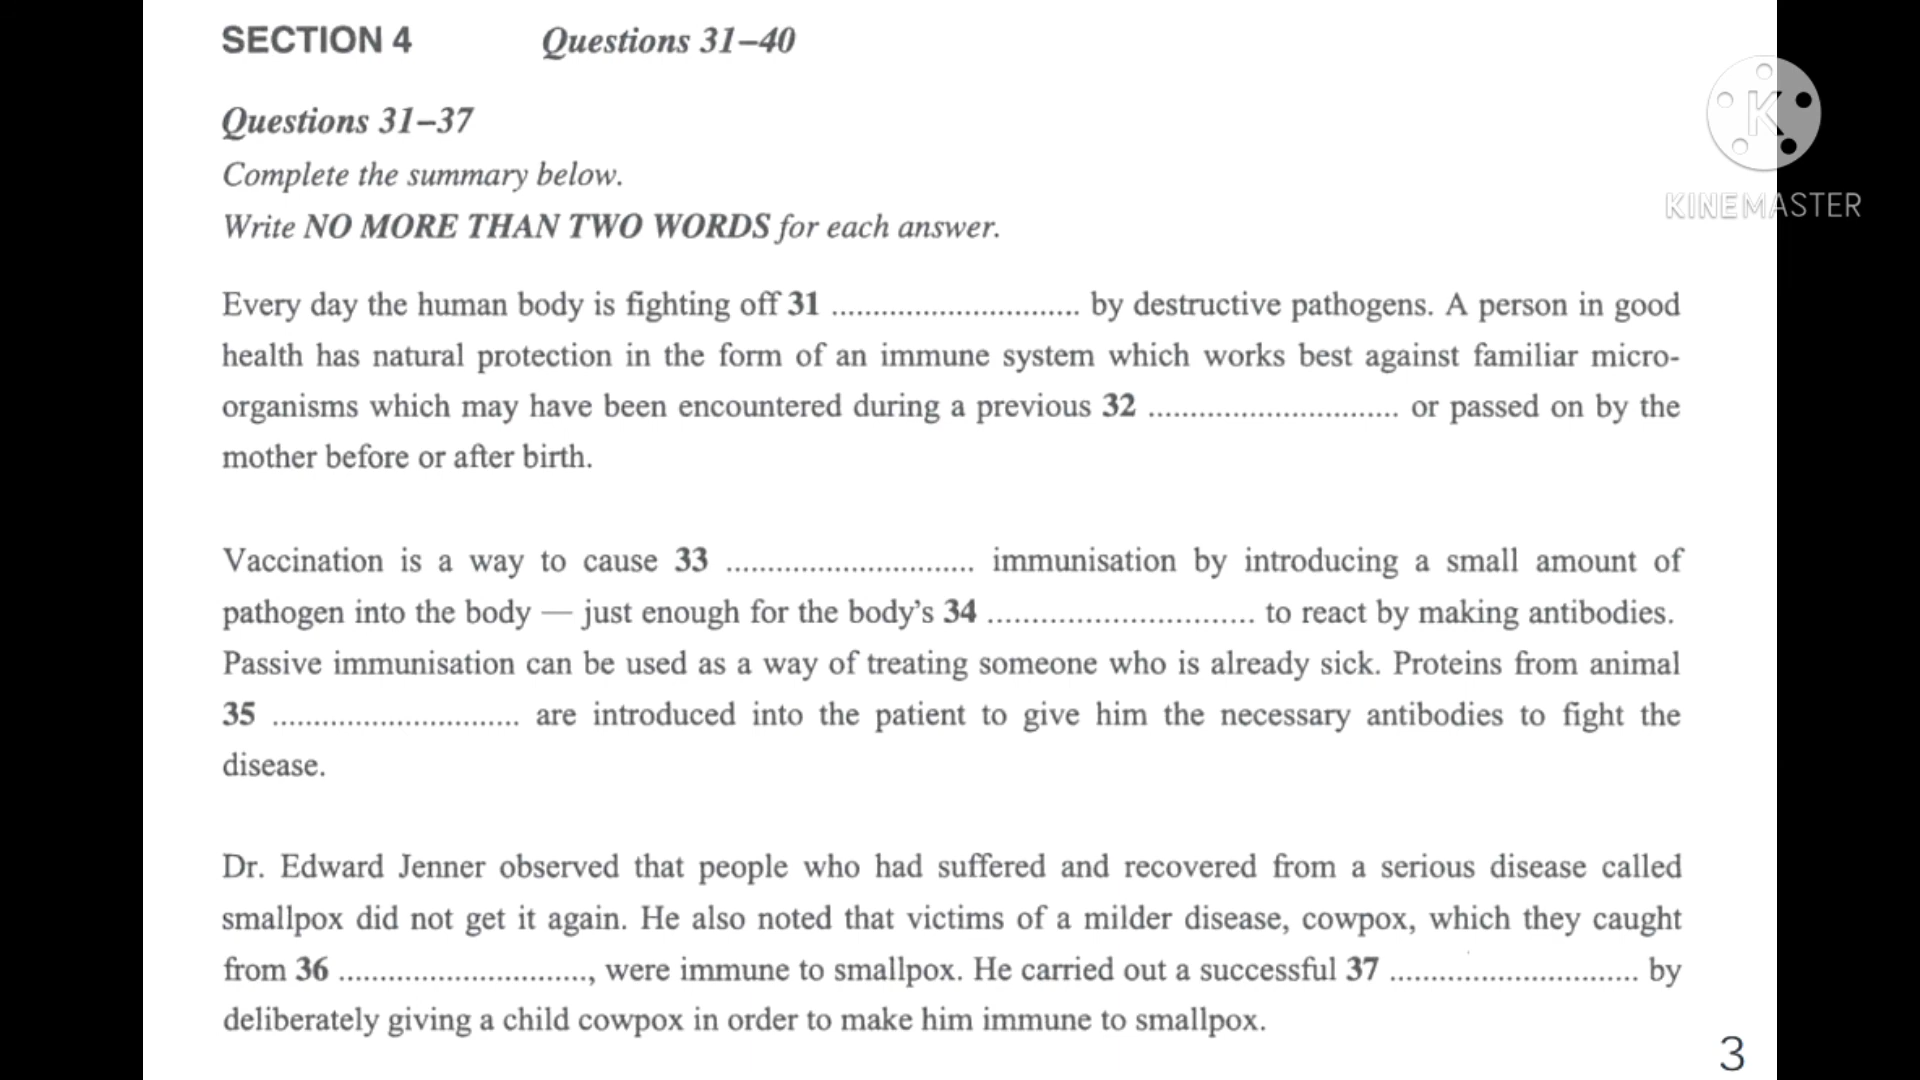 SECTION 4 Questions 31–40
Questions 31–37
Complete the summary below.
Write NO MORE THAN TWO WORDS for each answer.
K
KINEMASTER
Every day the human body is fighting off 31 .............................. by destructive pathogens. A person in good
health has natural protection in the form of an immune system which works best against familiar micro-
organisms which may have been encountered during a previous 32 .............................. or passed on by the
mother before or after birth.
Vaccination is a way to cause 33 .............................. immunisation by introducing a small amount of
pathogen into the body — just enough for the body's 34 ................................ to react by making antibodies.
Passive immunisation can be used as a way of treating someone who is already sick. Proteins from animal
35 .............................. are introduced into the patient to give him the necessary antibodies to fight the
disease.
Dr. Edward Jenner observed that people who had suffered and recovered from a serious disease called
smallpox did not get it again. He also noted that victims of a milder disease, cowpox, which they caught
from 36 .............................., were immune to smallpox. He carried out a successful 37 .............................. by
deliberately giving a child cowpox in order to make him immune to smallpox.
3